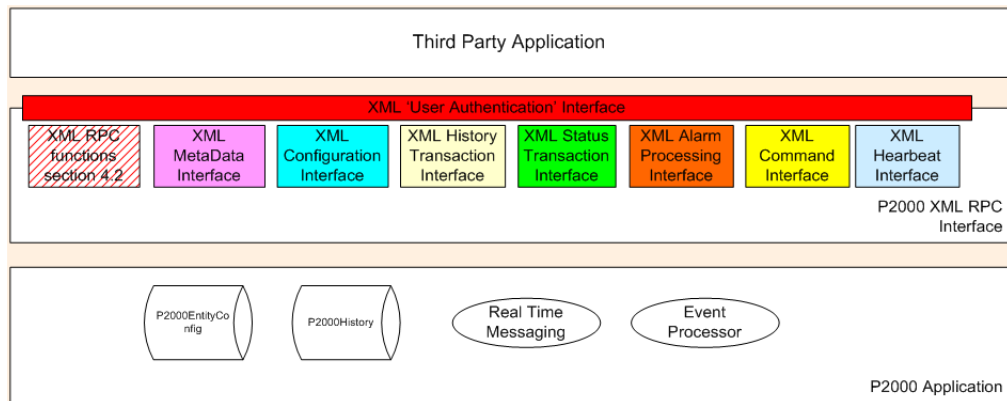 Third Party Application
XML 'User Authentication' Interface
XML RPC
functions
section 4.2
XML
MetaData
Interface
XML
Configuration
Interface
XML History
Transaction
Interface
XML Status
Transaction
Interface
XML Alarm
Processing
Interface
XML
Command
Interface
XML
Hearbeat
Interface
P2000 XML RPC
Interface
P2000EntityCo
nfig
P2000History
Real Time
Messaging
Event
Processor
P2000 Application